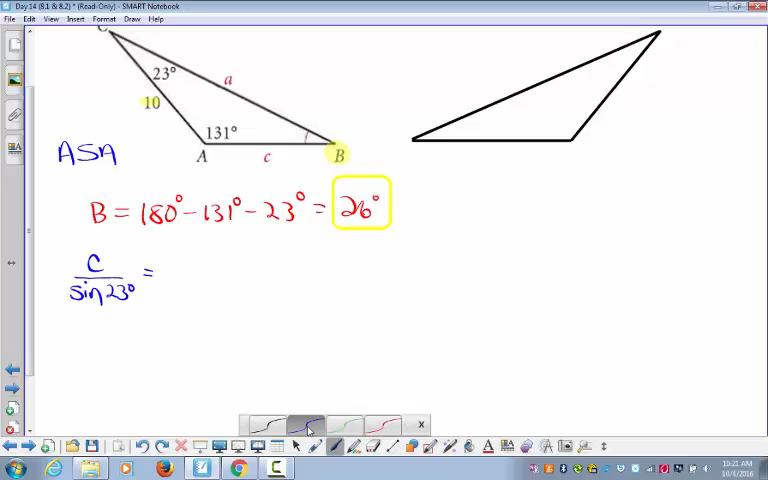 Day 14 (8.1 & 8.2) * (Read-Only) - SMART Notebook
File Edit View Insert Format Draw Help
C
23°
a
10
131°
A
c
B
ASA
B = 180° - 131° - 23° = 26°
c
sin 23°
=
A
10:21 AM
10/4/2016